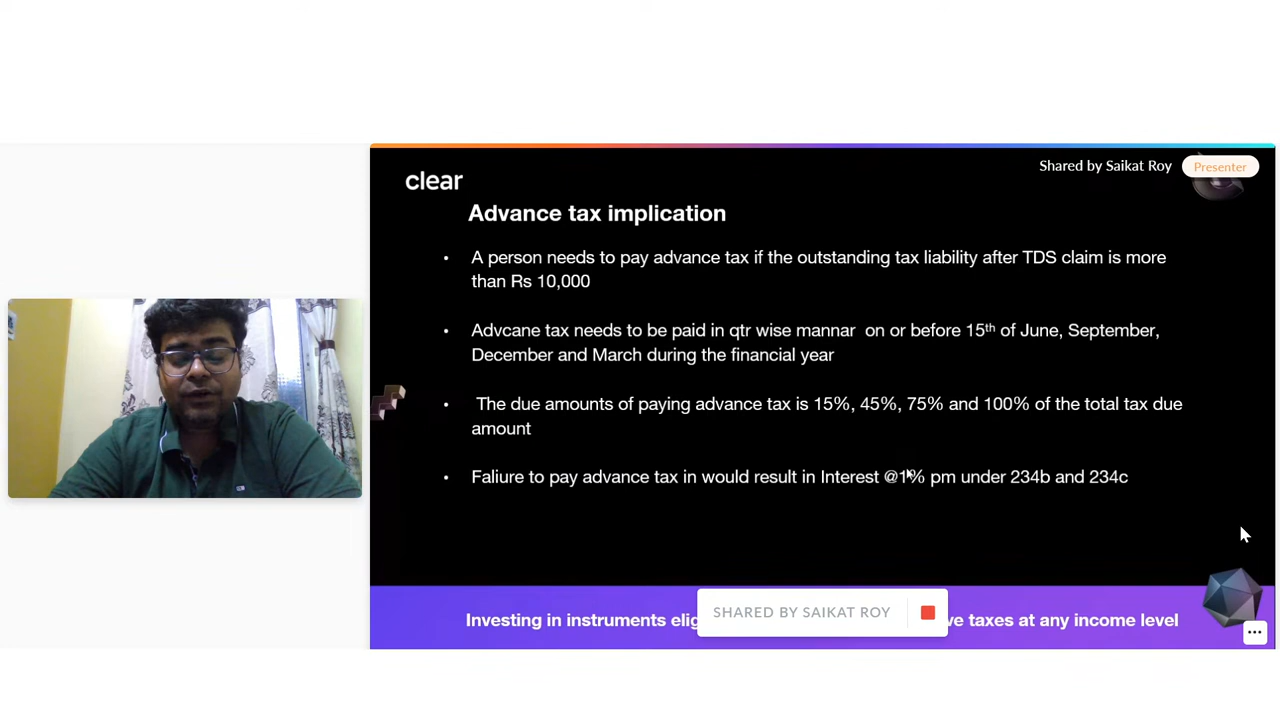 Shared by Saikat Roy
Presenter
clear
Advance tax implication
• A person needs to pay advance tax if the outstanding tax liability after TDS claim is more
than Rs 10,000
• Advcane tax needs to be paid in qtr wise mannar on or before 15th of June, September,
December and March during the financial year
• The due amounts of paying advance tax is 15%, 45%, 75% and 100% of the total tax due
amount
• Faliure to pay advance tax in would result in Interest @1% pm under 234b and 234c
Investing in instruments
taxes at any income level
SHARED BY SAIKAT ROY